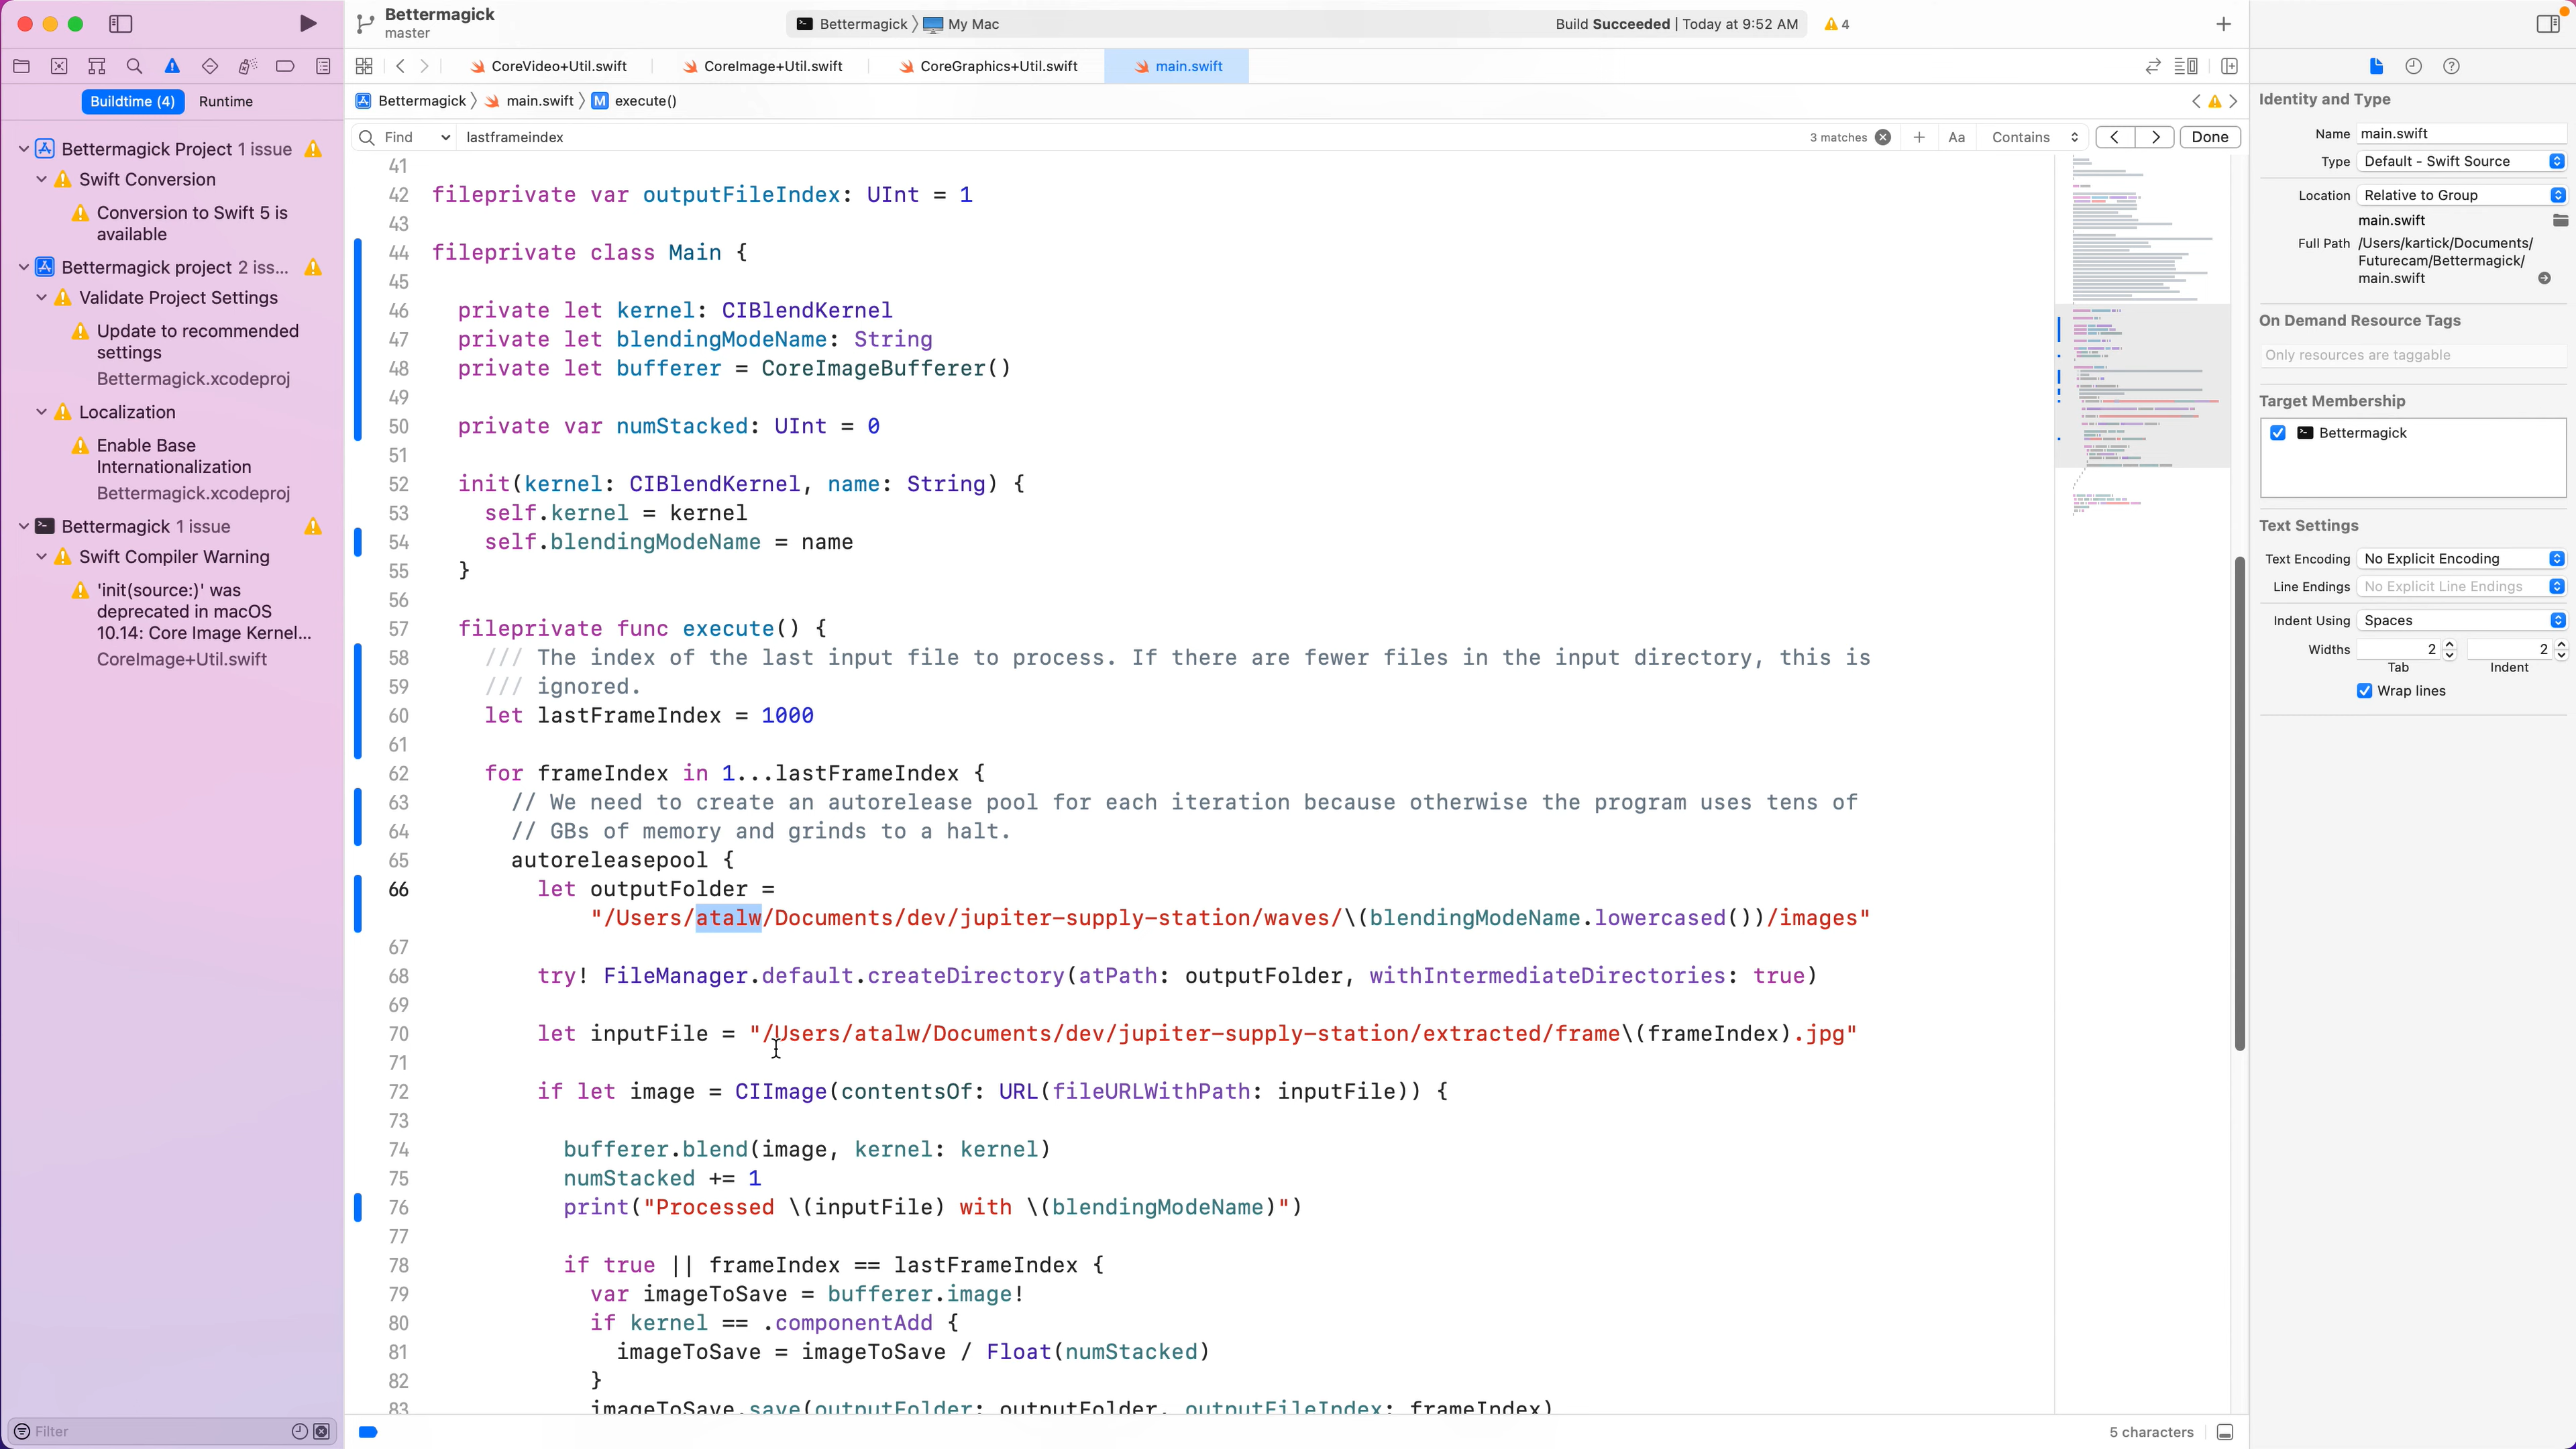 Bettermagick
master
Bettermagick 〉 My Mac
Build Succeeded | Today at 9:52 AM
4
CoreVideo+Util.swift
CoreImage+Util.swift
CoreGraphics+Util.swift
main.swift
Buildtime (4)
Runtime
Bettermagick Project 1 issue
Swift Conversion
Conversion to Swift 5 is
available
Bettermagick project 2 iss...
Validate Project Settings
Update to recommended
settings
Bettermagick.xcodeproj
Localization
Enable Base
Internationalization
Bettermagick.xcodeproj
Bettermagick 1 issue
Swift Compiler Warning
'init(source:)' was
deprecated in macOS
10.14: Core Image Kernel...
CoreImage+Util.swift
Filter
Bettermagick 〉 main.swift 〉 M execute()
Find lastframeindex 3 matches Aa Contains Done
41
42 fileprivate var outputFileIndex: UInt = 1
43
44 fileprivate class Main {
45
46 private let kernel: CIBlendKernel
47 private let blendingModeName: String
48 private let bufferer = CoreImageBufferer()
49
50 private var numStacked: UInt = 0
51
52 init(kernel: CIBlendKernel, name: String) {
53 self.kernel = kernel
54 self.blendingModeName = name
55 }
56
57 fileprivate func execute() {
58 /// The index of the last input file to process. If there are fewer files in the input directory, this is
59 /// ignored.
60 let lastFrameIndex = 1000
61
62 for frameIndex in 1...lastFrameIndex {
63 // We need to create an autorelease pool for each iteration because otherwise the program uses tens of
64 // GBs of memory and grinds to a halt.
65 autoreleasepool {
66 let outputFolder =
"/Users/atalw/Documents/dev/jupiter-supply-station/waves/\(blendingModeName.lowercased())/images"
67
68 try! FileManager.default.createDirectory(atPath: outputFolder, withIntermediateDirectories: true)
69
70 let inputFile = "/Users/atalw/Documents/dev/jupiter-supply-station/extracted/frame\(frameIndex).jpg"
71
72 if let image = CIImage(contentsOf: URL(fileURLWithPath: inputFile)) {
73
74 bufferer.blend(image, kernel: kernel)
75 numStacked += 1
76 print("Processed \(inputFile) with \(blendingModeName)")
77
78 if true || frameIndex == lastFrameIndex {
79 var imageToSave = bufferer.image!
80 if kernel == .componentAdd {
81 imageToSave = imageToSave / Float(numStacked)
82 }
83 imageToSave.save(outputFolder: outputFolder, outputFileIndex: frameIndex)
5 characters
Identity and Type
Name main.swift
Type Default - Swift Source
Location Relative to Group
main.swift
Full Path /Users/kartick/Documents/
Futurecam/Bettermagick/
main.swift
On Demand Resource Tags
Only resources are taggable
Target Membership
Bettermagick
Text Settings
Text Encoding No Explicit Encoding
Line Endings No Explicit Line Endings
Indent Using Spaces
Widths 2 2
Tab Indent
Wrap lines